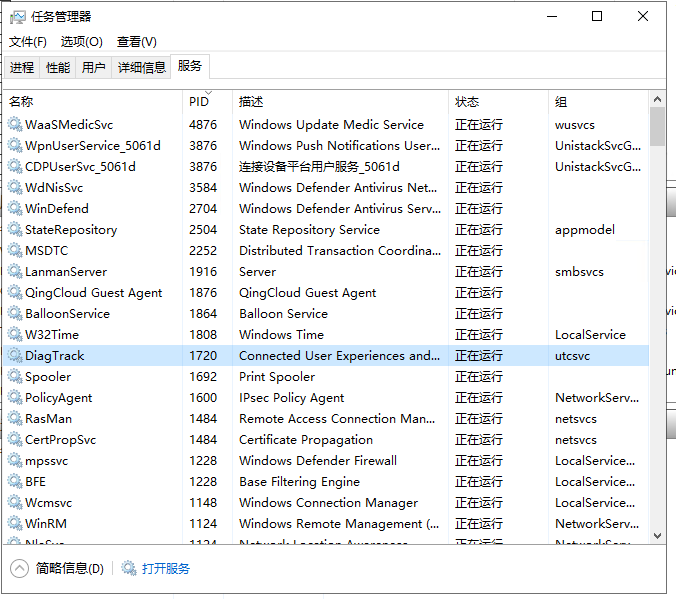 任务管理器
文件(F) 选项(O) 查看(V)
进程 性能 用户 详细信息 服务
名称 PID 描述 状态 组
WaaSMedicSvc 4876 Windows Update Medic Service 正在运行 wusvcs
WpnUserService_5061d 3876 Windows Push Notifications User... 正在运行 UnistackSvcG...
CDPUserSvc_5061d 3876 连接设备平台用户服务_5061d 正在运行 UnistackSvcG...
WdNisSvc 3584 Windows Defender Antivirus Net... 正在运行
WinDefend 2704 Windows Defender Antivirus Serv... 正在运行
StateRepository 2504 State Repository Service 正在运行 appmodel
MSDTC 2252 Distributed Transaction Coordina... 正在运行
LanmanServer 1916 Server 正在运行 smbsvcs
QingCloud Guest Agent 1876 QingCloud Guest Agent 正在运行
BalloonService 1864 Balloon Service 正在运行
W32Time 1808 Windows Time 正在运行 LocalService
DiagTrack 1720 Connected User Experiences and... 正在运行 utcsvc
Spooler 1692 Print Spooler 正在运行
PolicyAgent 1600 IPsec Policy Agent 正在运行 NetworkServ...
RasMan 1484 Remote Access Connection Man... 正在运行 netsvcs
CertPropSvc 1484 Certificate Propagation 正在运行 netsvcs
mpssvc 1228 Windows Defender Firewall 正在运行 LocalService...
BFE 1228 Base Filtering Engine 正在运行 LocalService...
Wcmsvc 1148 Windows Connection Manager 正在运行 LocalService...
WinRM 1124 Windows Remote Management (... 正在运行 NetworkServ...
NlaSvc 1124 Network Location Awareness 正在运行 NetworkServ...
简略信息(D) 打开服务